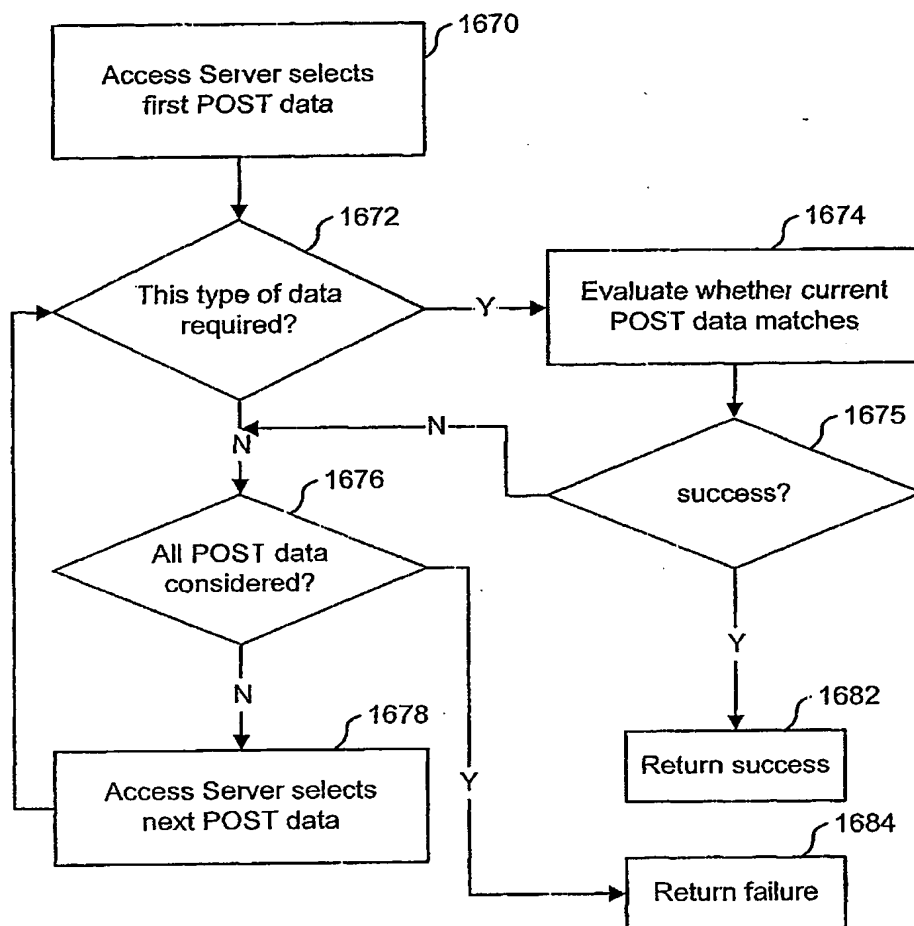 1670
Access Server selects
first POST data
1672
This type of data
required?
Y
1674
Evaluate whether current
POST data matches
N
N
1675
success?
1676
All POST data
considered?
Y
N
1678
Access Server selects
next POST data
Y
1682
Return success
1684
Return failure